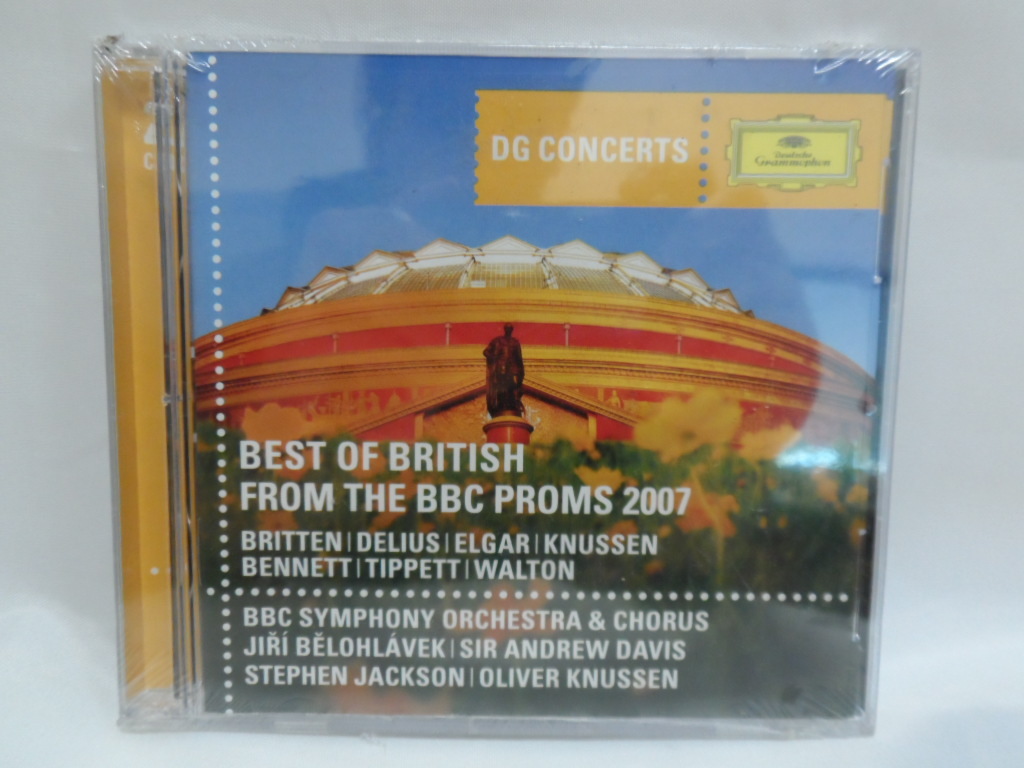 DG CONCERTS
Deutsche
Grammophon
BEST OF BRITISH
FROM THE BBC PROMS 2007
BRITTEN | DELIUS | ELGAR | KNUSSEN
BENNETT | TIPPETT | WALTON
BBC SYMPHONY ORCHESTRA & CHORUS
JIŘÍ BĚLOHLÁVEK | SIR ANDREW DAVIS
STEPHEN JACKSON | OLIVER KNUSSEN